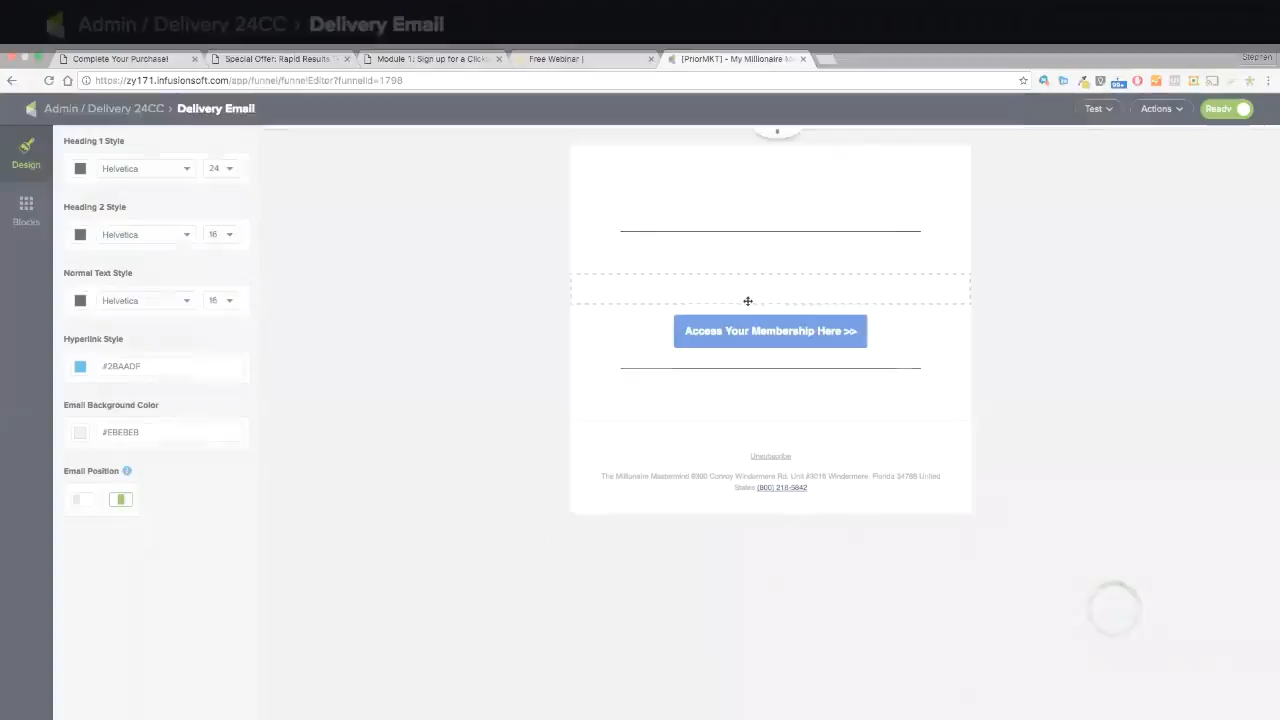 Admin / Delivery 24CC › Delivery Email
Complete Your Purchase!
Special Offer: Rapid Results
Module 1: Sign up for a Click
Free Webinar |
[PriorMKT] - My Millionaire M
Stephen
https://zy171.infusionsoft.com/app/funnel/funnelEditor?funnelId=1798
99+
Admin / Delivery 24CC › Delivery Email
Test
Actions
Ready
Design
Blocks
Heading 1 Style
Helvetica
24
Heading 2 Style
Helvetica
16
Normal Text Style
Helvetica
16
Hyperlink Style
#2BAADF
Email Background Color
#EBEBEB
Email Position
Access Your Membership Here >>
Unsubscribe
The Millionaire Mastermind 6990 Conroy Windermere Rd. Unit #3016 Windermere, Florida 34786 United
States (800) 218-5842